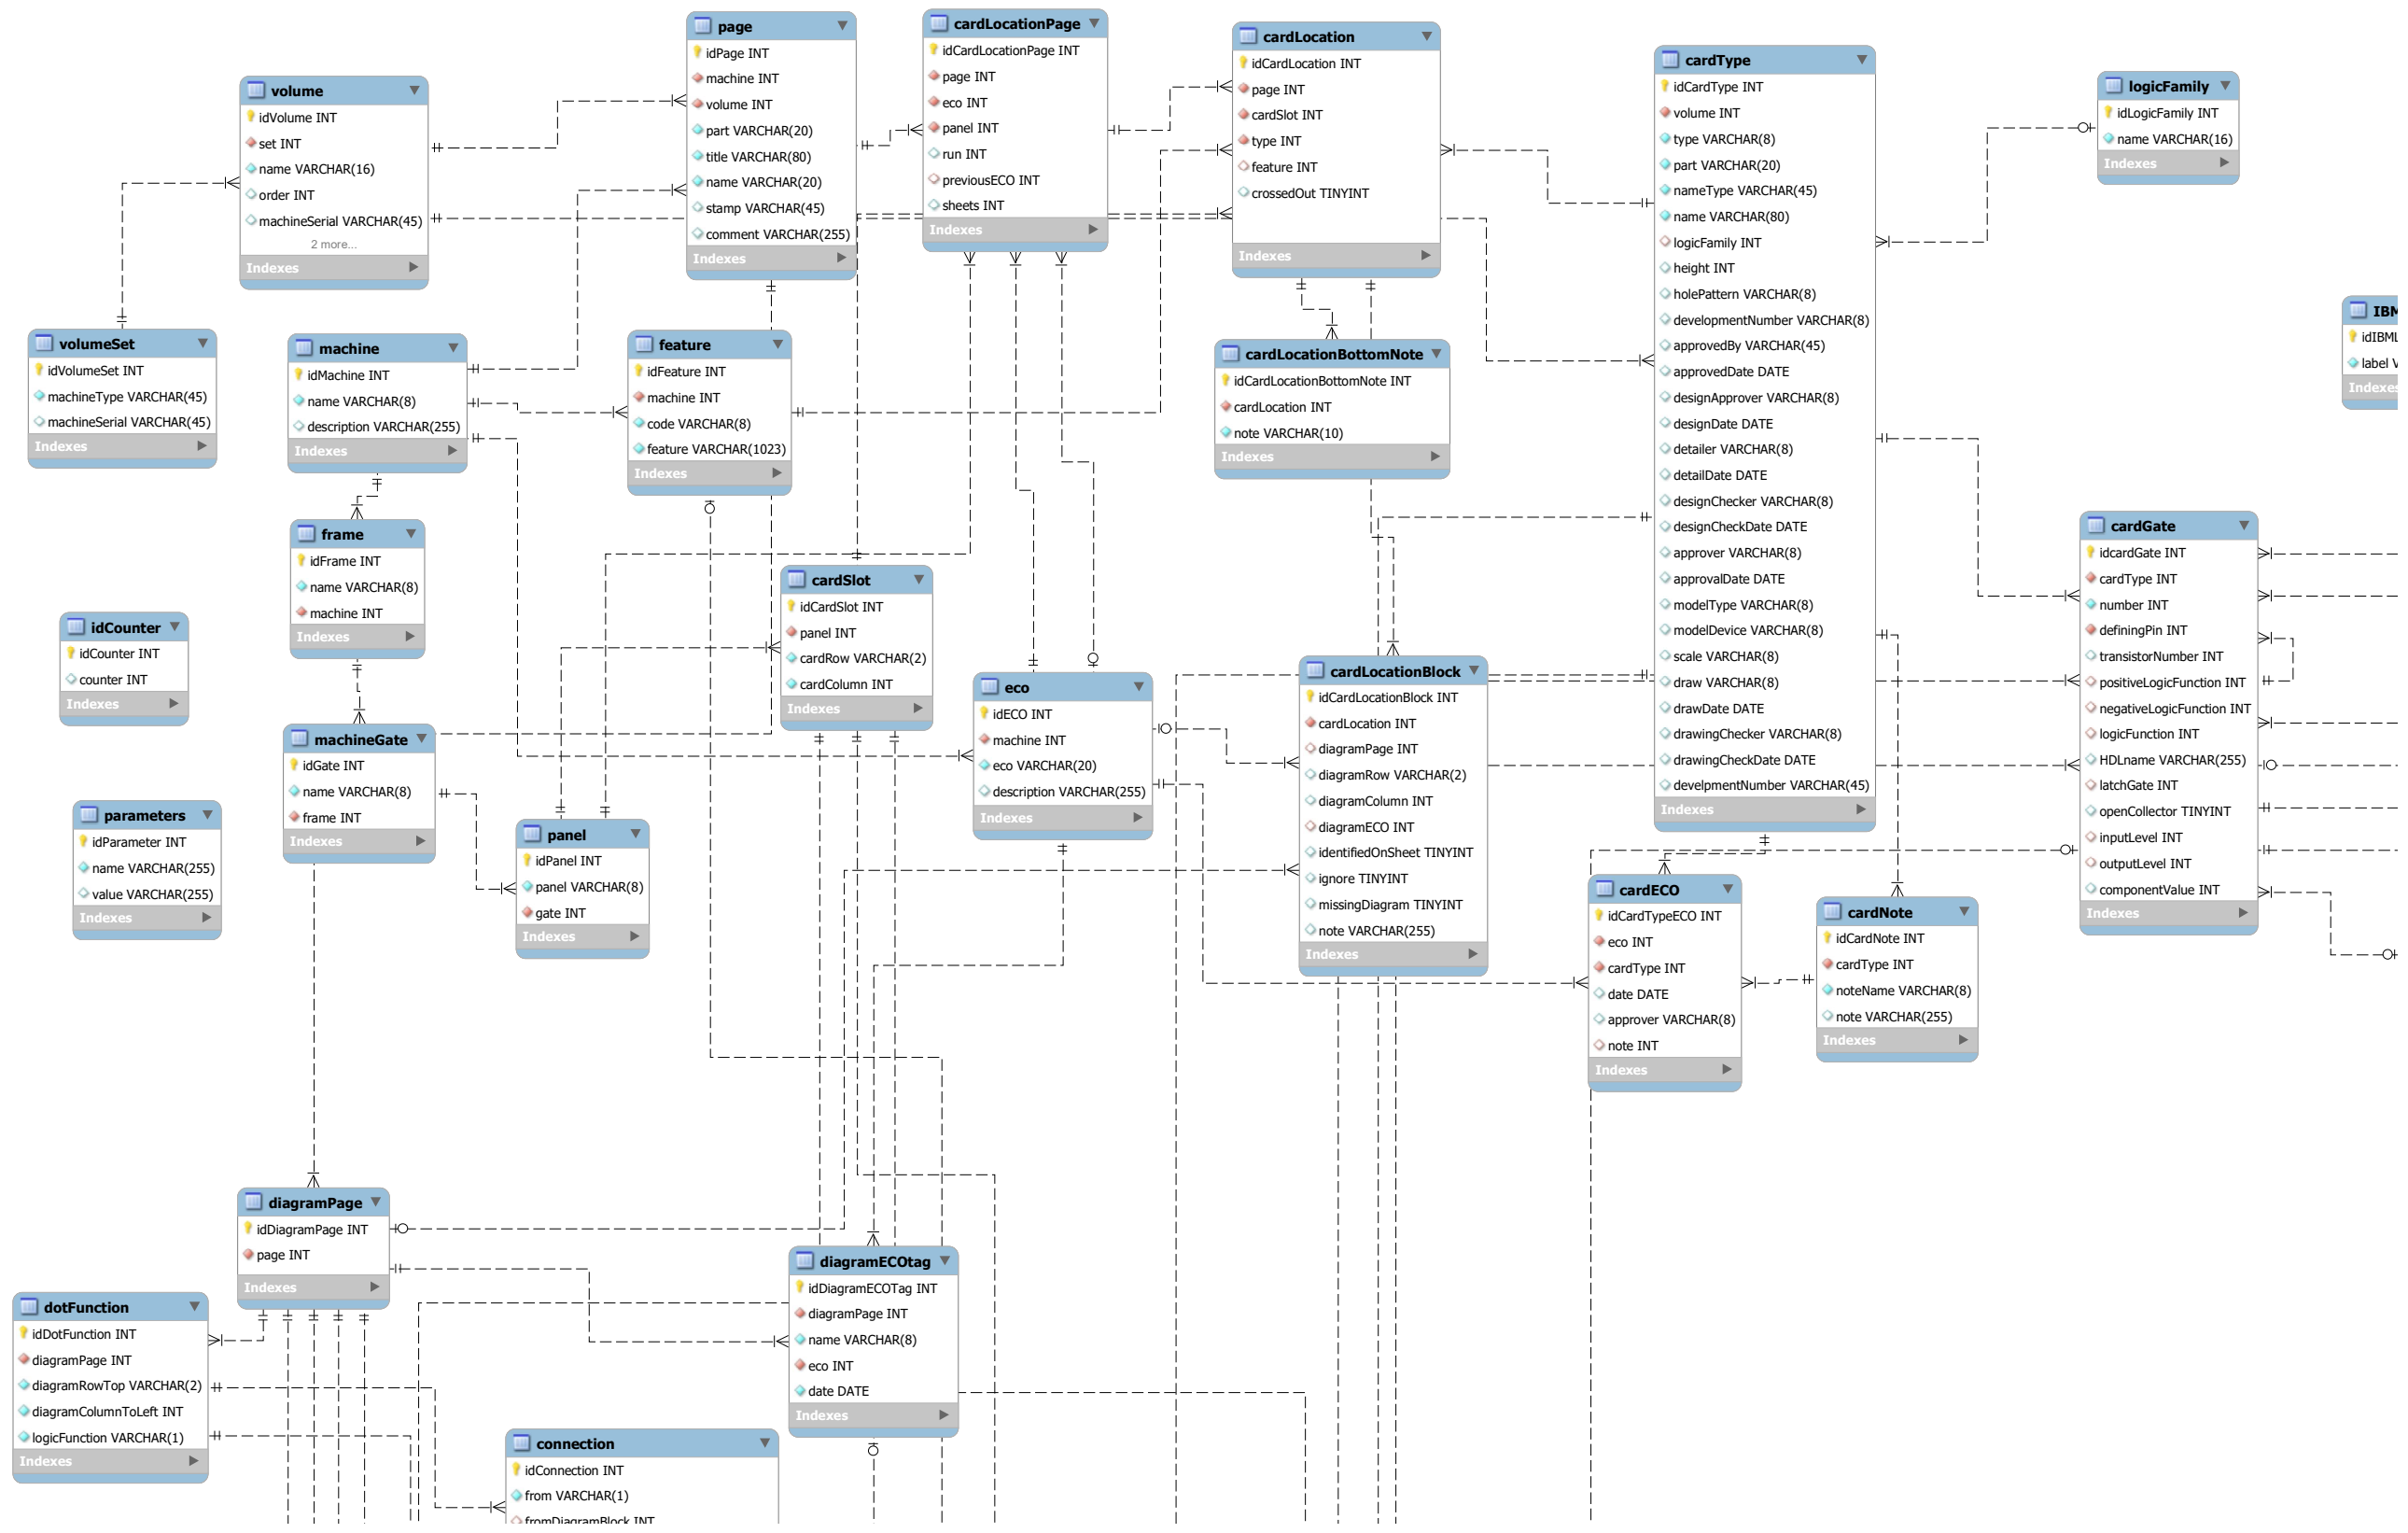 page
idPage INT
machine INT
volume INT
part VARCHAR(20)
title VARCHAR(80)
name VARCHAR(20)
stamp VARCHAR(45)
comment VARCHAR(255)
Indexes
cardLocationPage
idCardLocationPage INT
page INT
eco INT
panel INT
run INT
previousECO INT
sheets INT
Indexes
cardLocation
idCardLocation INT
page INT
cardSlot INT
type INT
feature INT
crossedOut TINYINT
Indexes
cardType
idCardType INT
volume INT
type VARCHAR(8)
part VARCHAR(20)
nameType VARCHAR(45)
name VARCHAR(80)
logicFamily INT
height INT
holePattern VARCHAR(8)
developmentNumber VARCHAR(8)
approvedBy VARCHAR(45)
approvedDate DATE
designApprover VARCHAR(8)
designDate DATE
detailer VARCHAR(8)
detailDate DATE
designChecker VARCHAR(8)
designCheckDate DATE
approver VARCHAR(8)
approvalDate DATE
modelType VARCHAR(8)
modelDevice VARCHAR(8)
scale VARCHAR(8)
draw VARCHAR(8)
drawDate DATE
drawingChecker VARCHAR(8)
drawingCheckDate DATE
develpmentNumber VARCHAR(45)
Indexes
logicFamily
idLogicFamily INT
name VARCHAR(16)
Indexes
volume
idVolume INT
set INT
name VARCHAR(16)
order INT
machineSerial VARCHAR(45)
2 more...
Indexes
IBM
idIBML
label V
Indexes
volumeSet
idVolumeSet INT
machineType VARCHAR(45)
machineSerial VARCHAR(45)
Indexes
machine
idMachine INT
name VARCHAR(8)
description VARCHAR(255)
Indexes
feature
idFeature INT
machine INT
code VARCHAR(8)
feature VARCHAR(1023)
Indexes
cardLocationBottomNote
idCardLocationBottomNote INT
cardLocation INT
note VARCHAR(10)
Indexes
frame
idFrame INT
name VARCHAR(8)
machine INT
Indexes
cardGate
idcardGate INT
cardType INT
number INT
definingPin INT
transistorNumber INT
positiveLogicFunction INT
negativeLogicFunction INT
logicFunction INT
HDLname VARCHAR(255)
latchGate INT
openCollector TINYINT
inputLevel INT
outputLevel INT
componentValue INT
Indexes
cardSlot
idCardSlot INT
panel INT
cardRow VARCHAR(2)
cardColumn INT
Indexes
idCounter
idCounter INT
counter INT
Indexes
eco
idECO INT
machine INT
eco VARCHAR(20)
description VARCHAR(255)
Indexes
cardLocationBlock
idCardLocationBlock INT
cardLocation INT
diagramPage INT
diagramRow VARCHAR(2)
diagramColumn INT
diagramECO INT
identifiedOnSheet TINYINT
ignore TINYINT
missingDiagram TINYINT
note VARCHAR(255)
Indexes
machineGate
idGate INT
name VARCHAR(8)
frame INT
Indexes
parameters
idParameter INT
name VARCHAR(255)
value VARCHAR(255)
Indexes
panel
idPanel INT
panel VARCHAR(8)
gate INT
Indexes
cardECO
idCardTypeECO INT
eco INT
cardType INT
date DATE
approver VARCHAR(8)
note INT
Indexes
cardNote
idCardNote INT
cardType INT
noteName VARCHAR(8)
note VARCHAR(255)
Indexes
diagramPage
idDiagramPage INT
page INT
Indexes
diagramECOtag
idDiagramECOTag INT
diagramPage INT
name VARCHAR(8)
eco INT
date DATE
Indexes
dotFunction
idDotFunction INT
diagramPage INT
diagramRowTop VARCHAR(2)
diagramColumnToLeft INT
logicFunction VARCHAR(1)
Indexes
connection
idConnection INT
from VARCHAR(1)
fromDiagramBlock INT